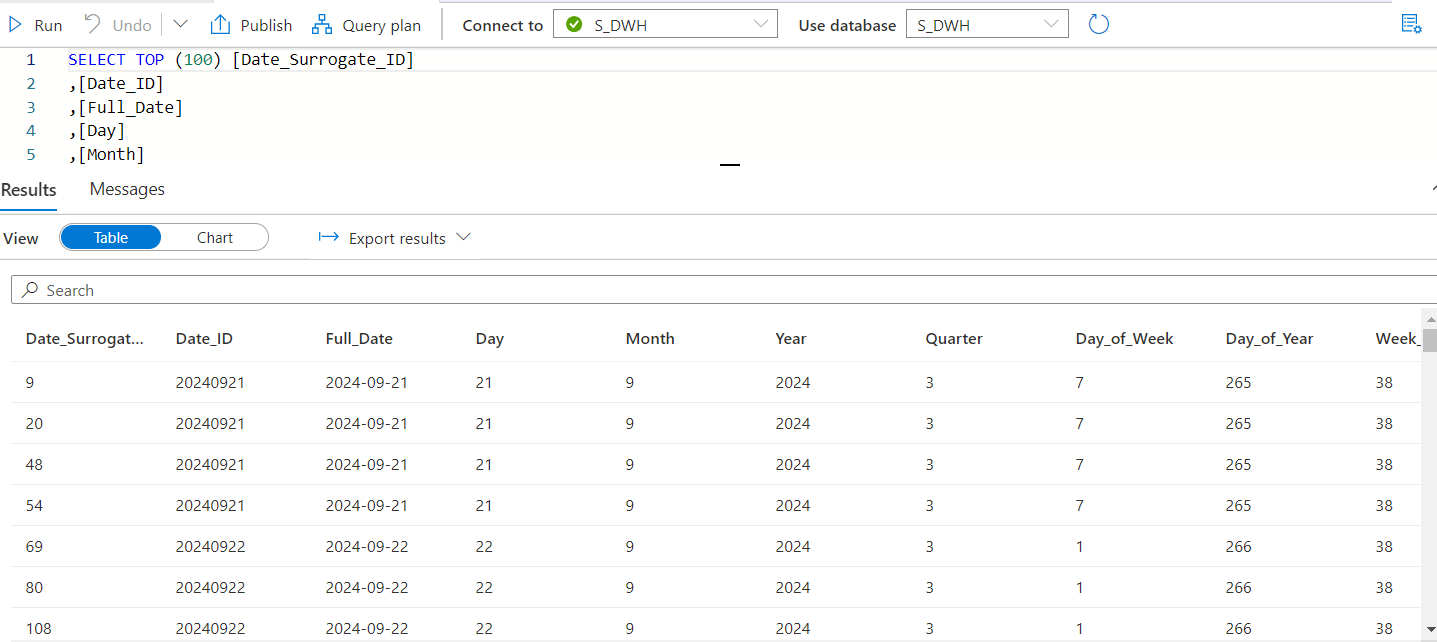 Run Undo Publish Query plan Connect to S_DWH Use database S_DWH
1 SELECT TOP (100) [Date_Surrogate_ID]
2 ,[Date_ID]
3 ,[Full_Date]
4 ,[Day]
5 ,[Month]
Results Messages
View Table Chart Export results
Search
Date_Surrogat... Date_ID Full_Date Day Month Year Quarter Day_of_Week Day_of_Year Week_
9 20240921 2024-09-21 21 9 2024 3 7 265 38
20 20240921 2024-09-21 21 9 2024 3 7 265 38
48 20240921 2024-09-21 21 9 2024 3 7 265 38
54 20240921 2024-09-21 21 9 2024 3 7 265 38
69 20240922 2024-09-22 22 9 2024 3 1 266 38
80 20240922 2024-09-22 22 9 2024 3 1 266 38
108 20240922 2024-09-22 22 9 2024 3 1 266 38